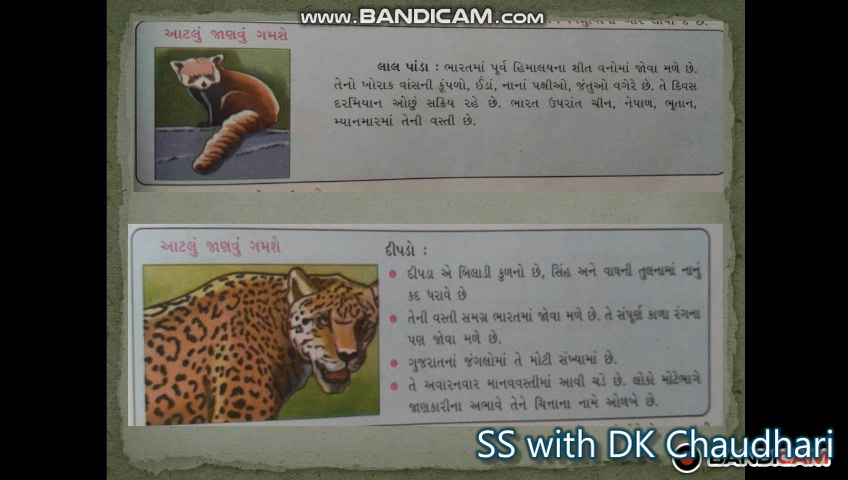 www.BANDICAM.com
આટલું જાણવું ગમશે
લાલ પાંડા : ભારતમાં પૂર્વ હિમાલયના શીત વનોમાં જોવા મળે છે.
તેનો ખોરાક વાંસની કૂંપળો, ઈંડાં, નાનાં પક્ષીઓ, જંતુઓ વગેરે છે. તે દિવસ
દરમિયાન ઓછું સક્રિય રહે છે. ભારત ઉપરાંત ચીન, નેપાળ, ભૂતાન,
મ્યાનમારમાં તેની વસ્તી છે.
આટલું જાણવું ગમશે
દીપડો :
દીપડા એ બિલાડી કુળનો છે, સિંહ અને વાઘની તુલનામાં નાનું
કદ ધરાવે છે
તેની વસ્તી સમગ્ર ભારતમાં જોવા મળે છે. તે સંપૂર્ણ કાળા રંગના
પણ જોવા મળે છે.
ગુજરાતનાં જંગલોમાં તે મોટી સંખ્યામાં છે.
તે અવારનવાર માનવવસ્તીમાં આવી ચડે છે. લોકો મોટેભાગે
જાણકારીના અભાવે તેને ચિત્તાના નામે ઓળખે છે.
SS with DK Chaudhari
BANDICAM